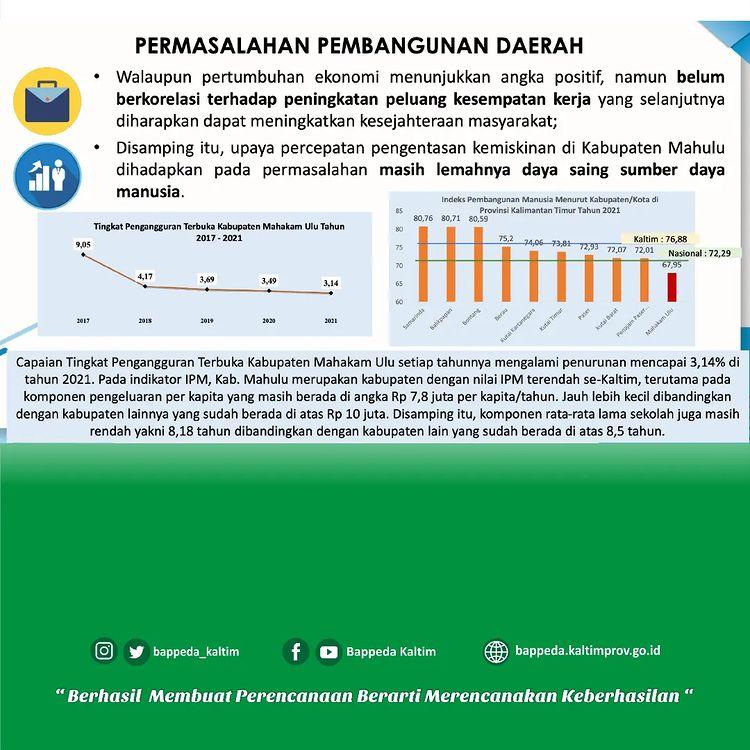 PERMASALAHAN PEMBANGUNAN DAERAH
• Walaupun pertumbuhan ekonomi menunjukkan angka positif, namun belum
berkorelasi terhadap peningkatan peluang kesempatan kerja yang selanjutnya
diharapkan dapat meningkatkan kesejahteraan masyarakat;
• Disamping itu, upaya percepatan pengentasan kemiskinan di Kabupaten Mahulu
dihadapkan pada permasalahan masih lemahnya daya saing sumber daya
manusia.
Tingkat Pengangguran Terbuka Kabupaten Mahakam Ulu Tahun
2017 - 2021
9,05
4,17
3,69
3,49
3,14
2017 2018 2019 2020 2021
Indeks Pembangunan Manusia Menurut Kabupaten/Kota di
Provinsi Kalimantan Timur Tahun 2021
85
80
75
70
65
60
80,76 80,71 80,59 75,2 74,06 73,81 72,93 72,07 72,01 67,95
Kaltim : 76,88
Nasional : 72,29
Samarinda
Balikpapan
Bontang
Berau
Kutai Kartanegara
Kutai Timur
Paser
Kutai Barat
Penajam Paser...
Mahakam Ulu
Capaian Tingkat Pengangguran Terbuka Kabupaten Mahakam Ulu setiap tahunnya mengalami penurunan mencapai 3,14% di
tahun 2021. Pada indikator IPM, Kab. Mahulu merupakan kabupaten dengan nilai IPM terendah se-Kaltim, terutama pada
komponen pengeluaran per kapita yang masih berada di angka Rp 7,8 juta per kapita/tahun. Jauh lebih kecil dibandingkan
dengan kabupaten lainnya yang sudah berada di atas Rp 10 juta. Disamping itu, komponen rata-rata lama sekolah juga masih
rendah yakni 8,18 tahun dibandingkan dengan kabupaten lain yang sudah berada di atas 8,5 tahun.
bappeda_kaltim
Bappeda Kaltim
bappeda.kaltimprov.go.id
“ Berhasil Membuat Perencanaan Berarti Merencanakan Keberhasilan “